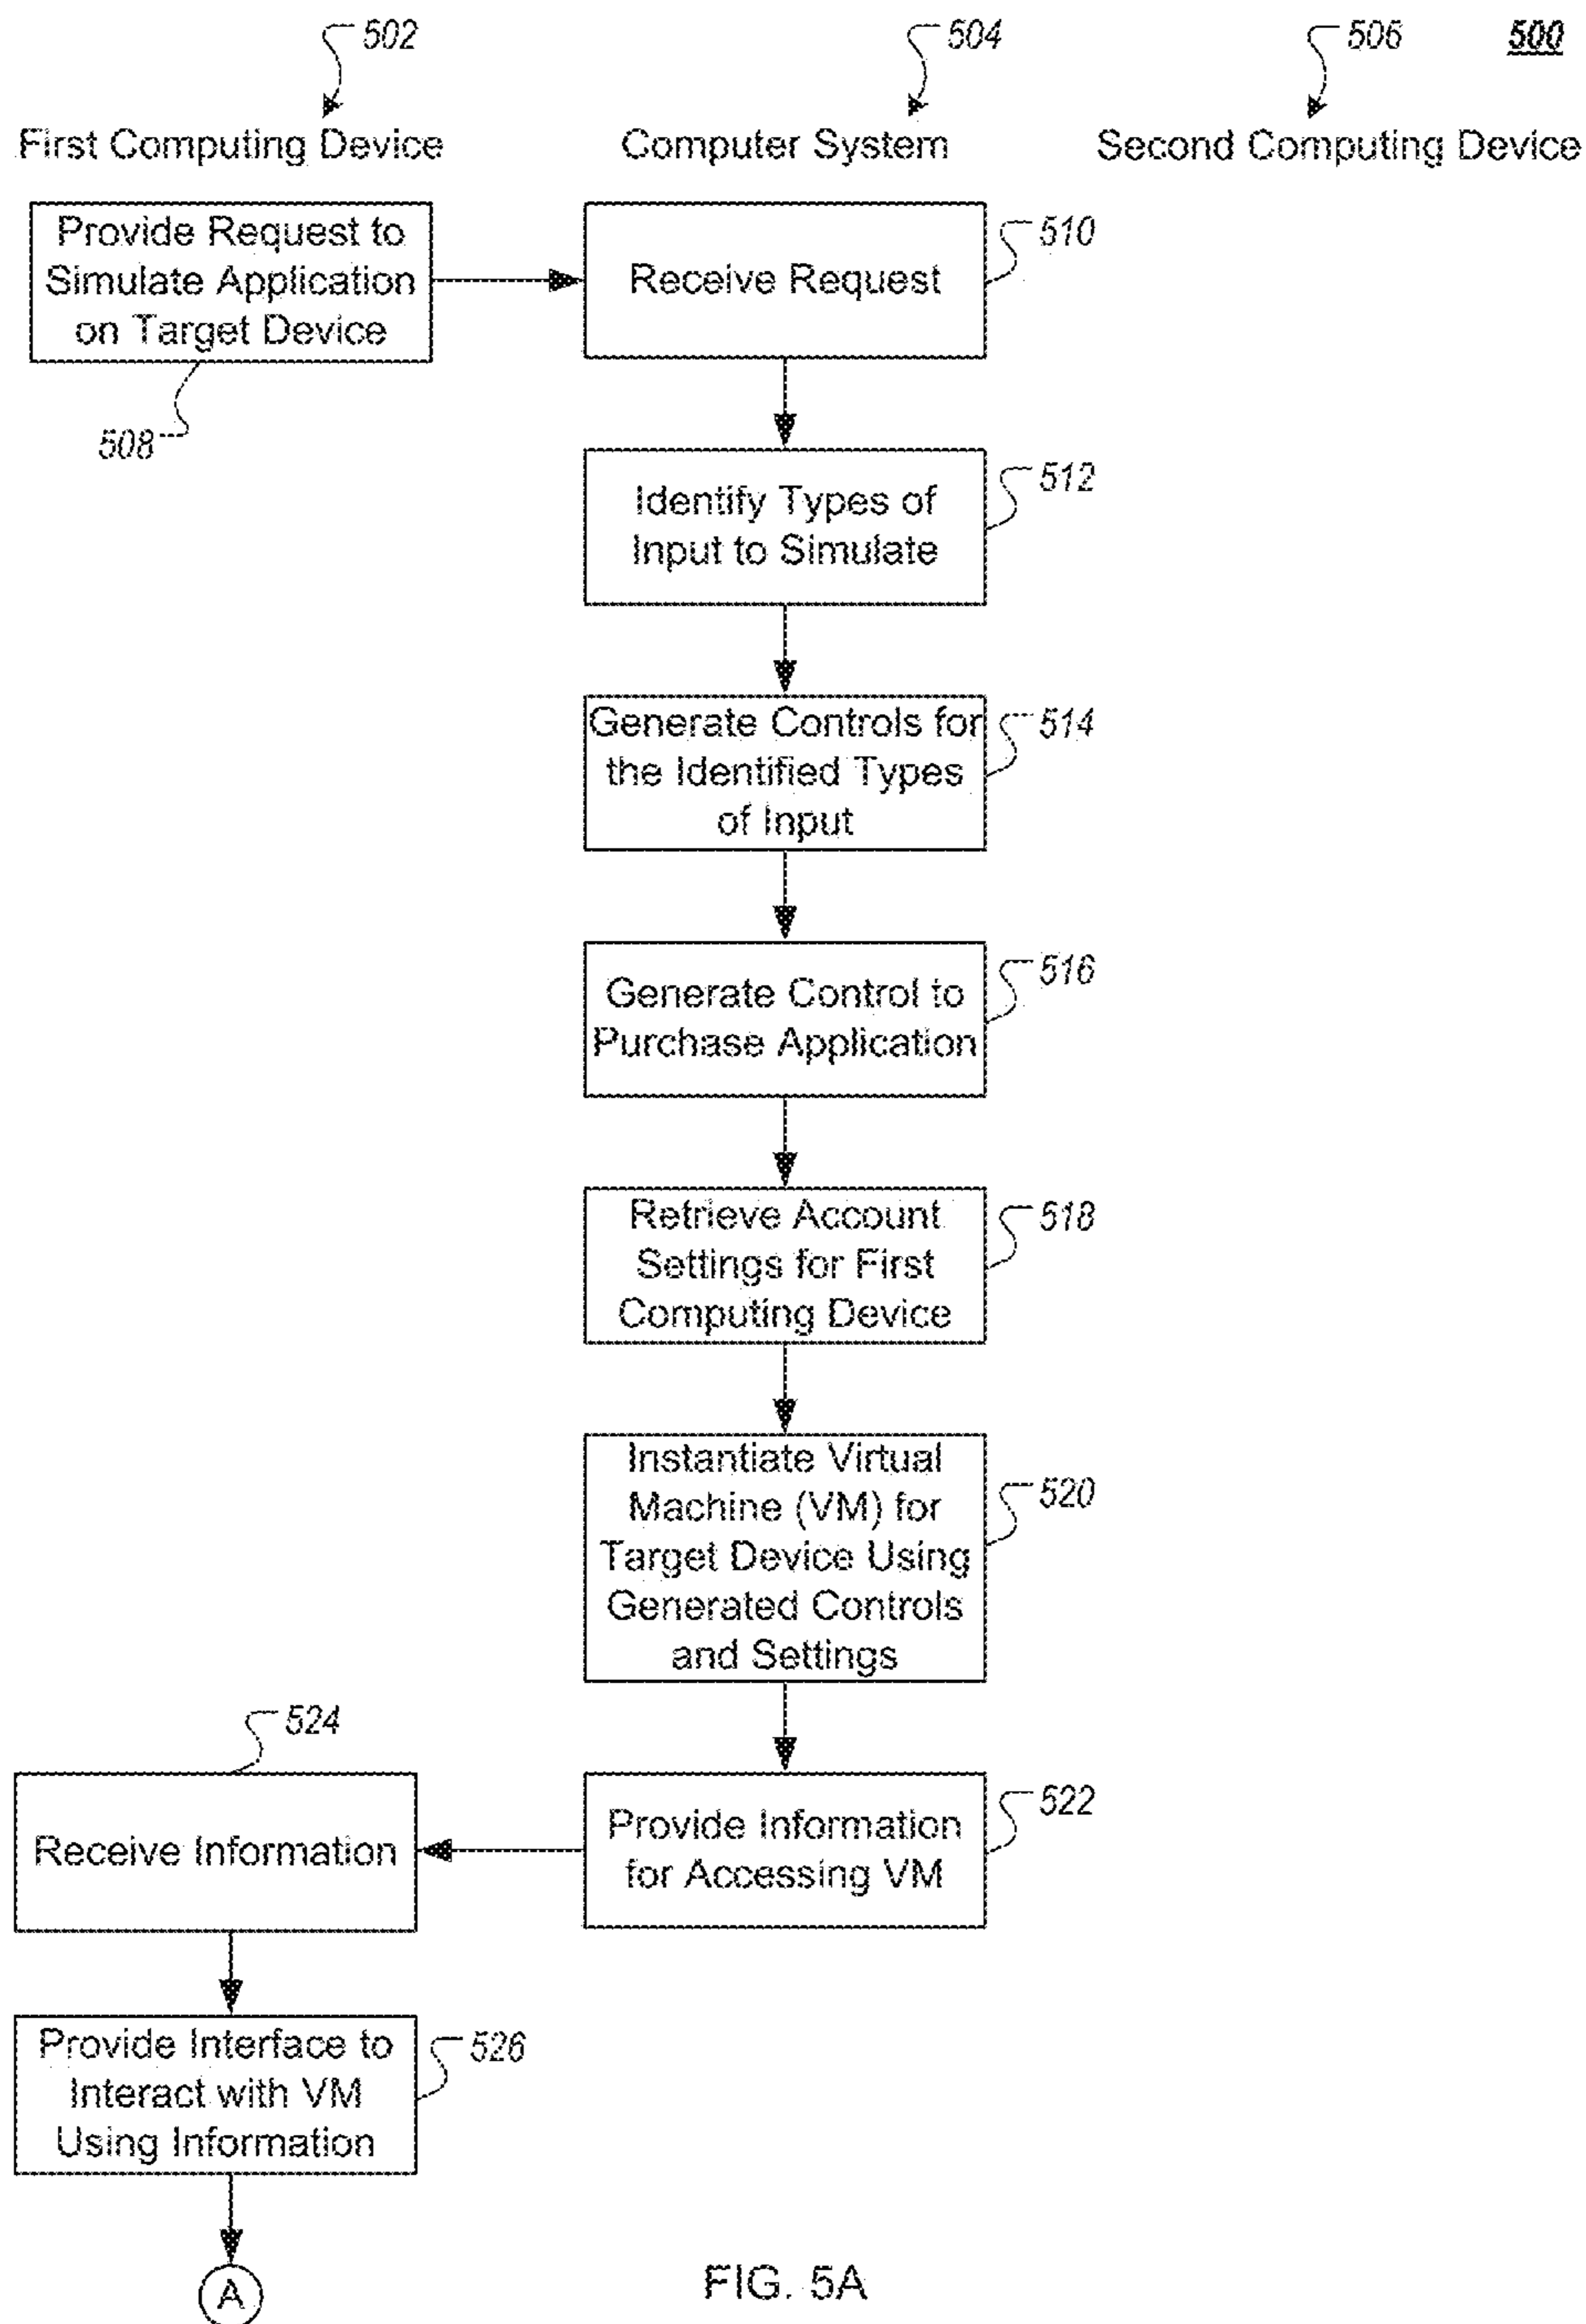 502
504
506
500
First Computing Device
Computer System
Second Computing Device
Provide Request to
Simulate Application
on Target Device
508
Receive Request
510
Identify Types of
Input to Simulate
512
Generate Controls for
the Identified Types
of Input
514
Generate Control to
Purchase Application
516
Retrieve Account
Settings for First
Computing Device
518
Instantiate Virtual
Machine (VM) for
Target Device Using
Generated Controls
and Settings
520
Provide Information
for Accessing VM
522
524
Receive Information
Provide Interface to
Interact with VM
Using Information
526
A
FIG. 5A